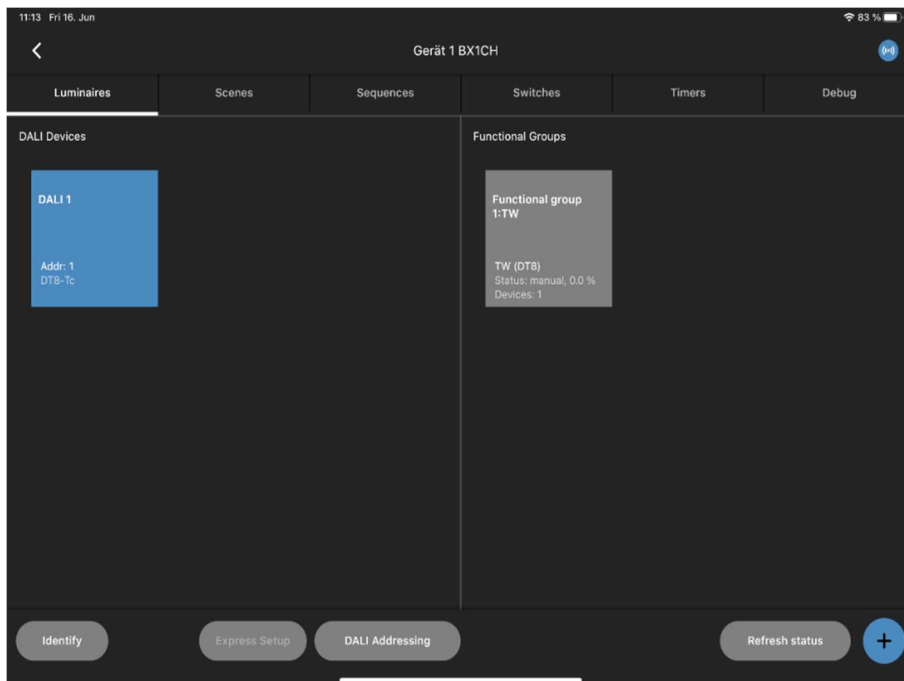 11:13 Fri 16. Jun
83 %
Gerät 1 BX1CH
Luminaires
Scenes
Sequences
Switches
Timers
Debug
DALI Devices
Functional Groups
DALI 1
Addr: 1
DT8-Tc
Functional group
1:TW
TW (DT8)
Status: manual, 0.0 %
Devices: 1
Identify
Express Setup
DALI Addressing
Refresh status
+